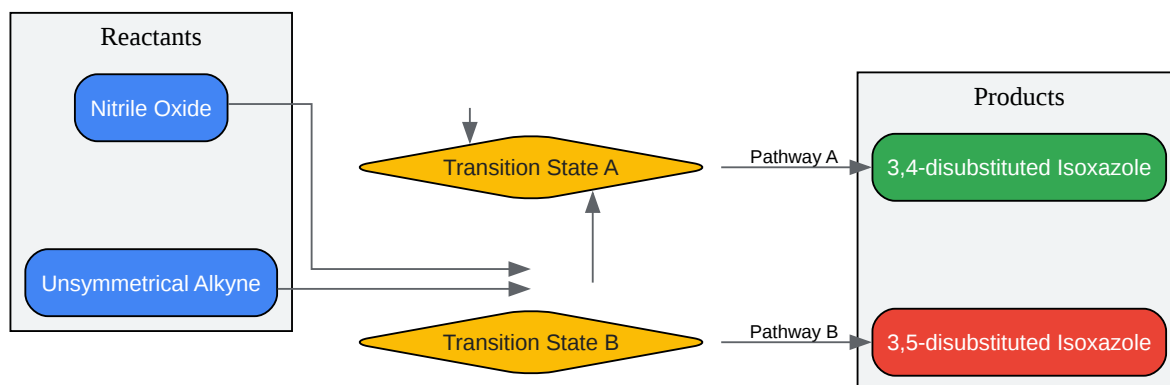 Reactants
Nitrile Oxide
Unsymmetrical Alkyne
Transition State A
Transition State B
Pathway A
Pathway B
Products
3,4-disubstituted Isoxazole
3,5-disubstituted Isoxazole